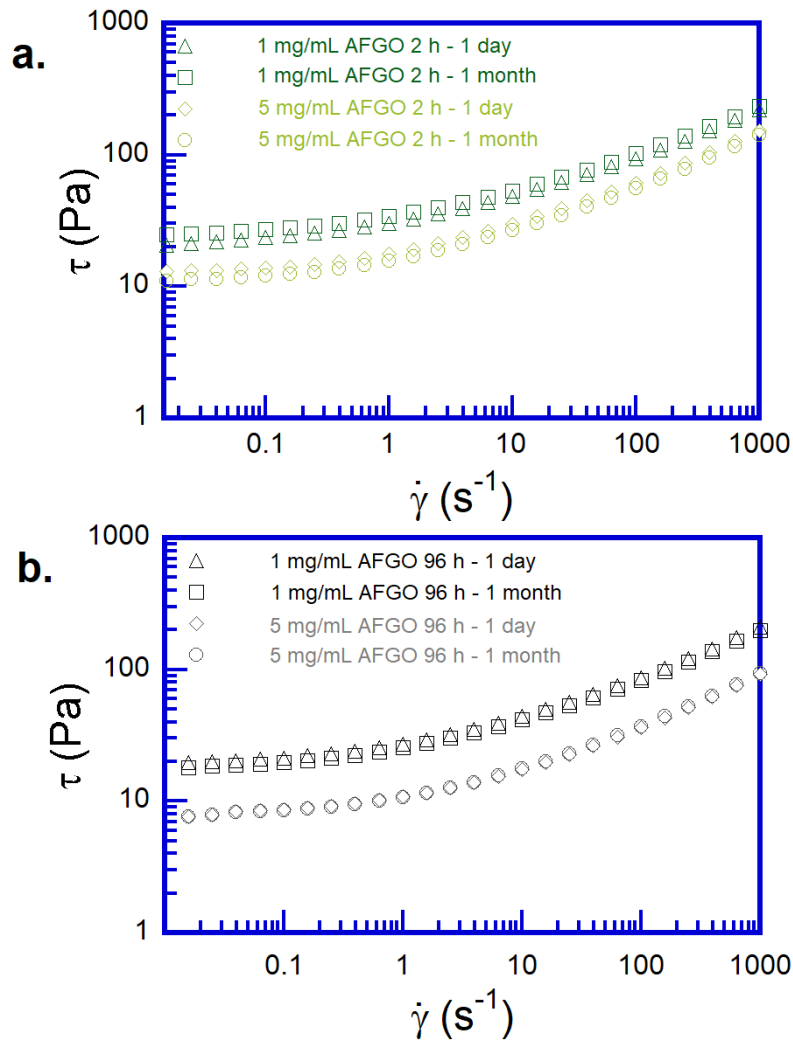 a.
1000
100
10
1
τ (Pa)
1 mg/mL AFGO 2 h - 1 day
1 mg/mL AFGO 2 h - 1 month
5 mg/mL AFGO 2 h - 1 day
5 mg/mL AFGO 2 h - 1 month
0.1 1 10 100 1000
γ̇ (s⁻¹)
b.
1000
100
10
1
τ (Pa)
1 mg/mL AFGO 96 h - 1 day
1 mg/mL AFGO 96 h - 1 month
5 mg/mL AFGO 96 h - 1 day
5 mg/mL AFGO 96 h - 1 month
0.1 1 10 100 1000
γ̇ (s⁻¹)